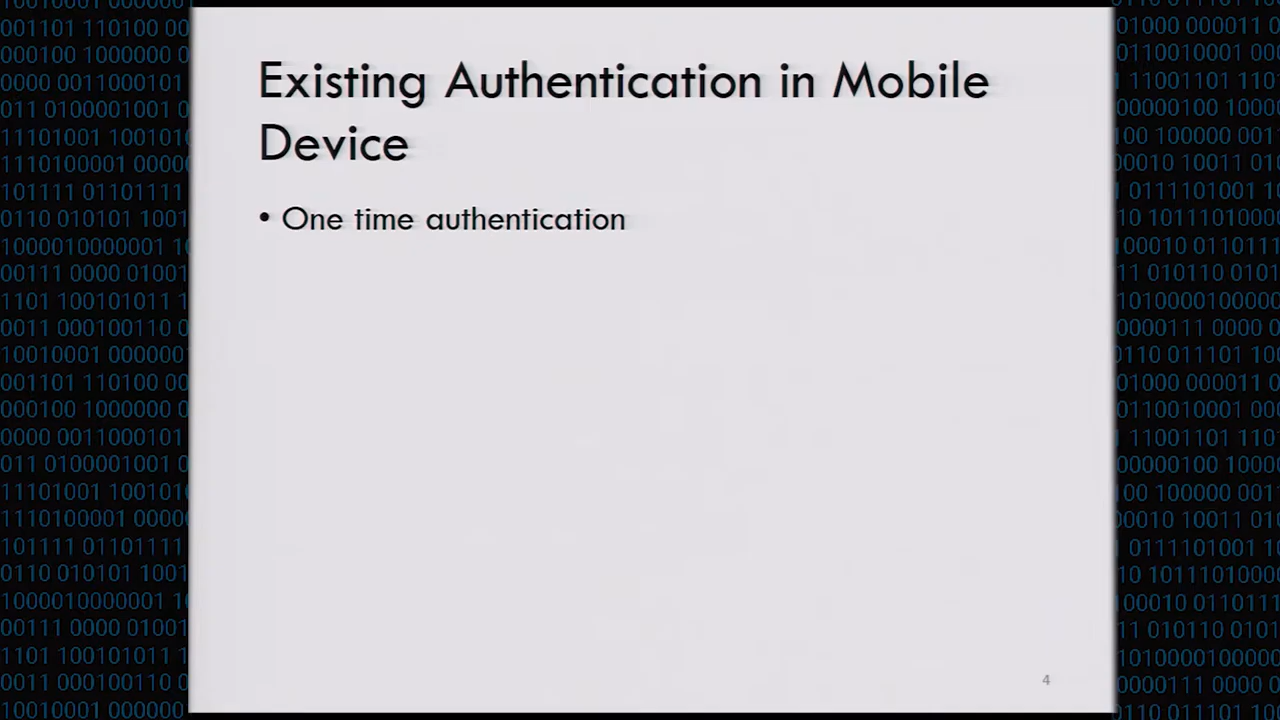 Existing Authentication in Mobile
Device
• One time authentication
4